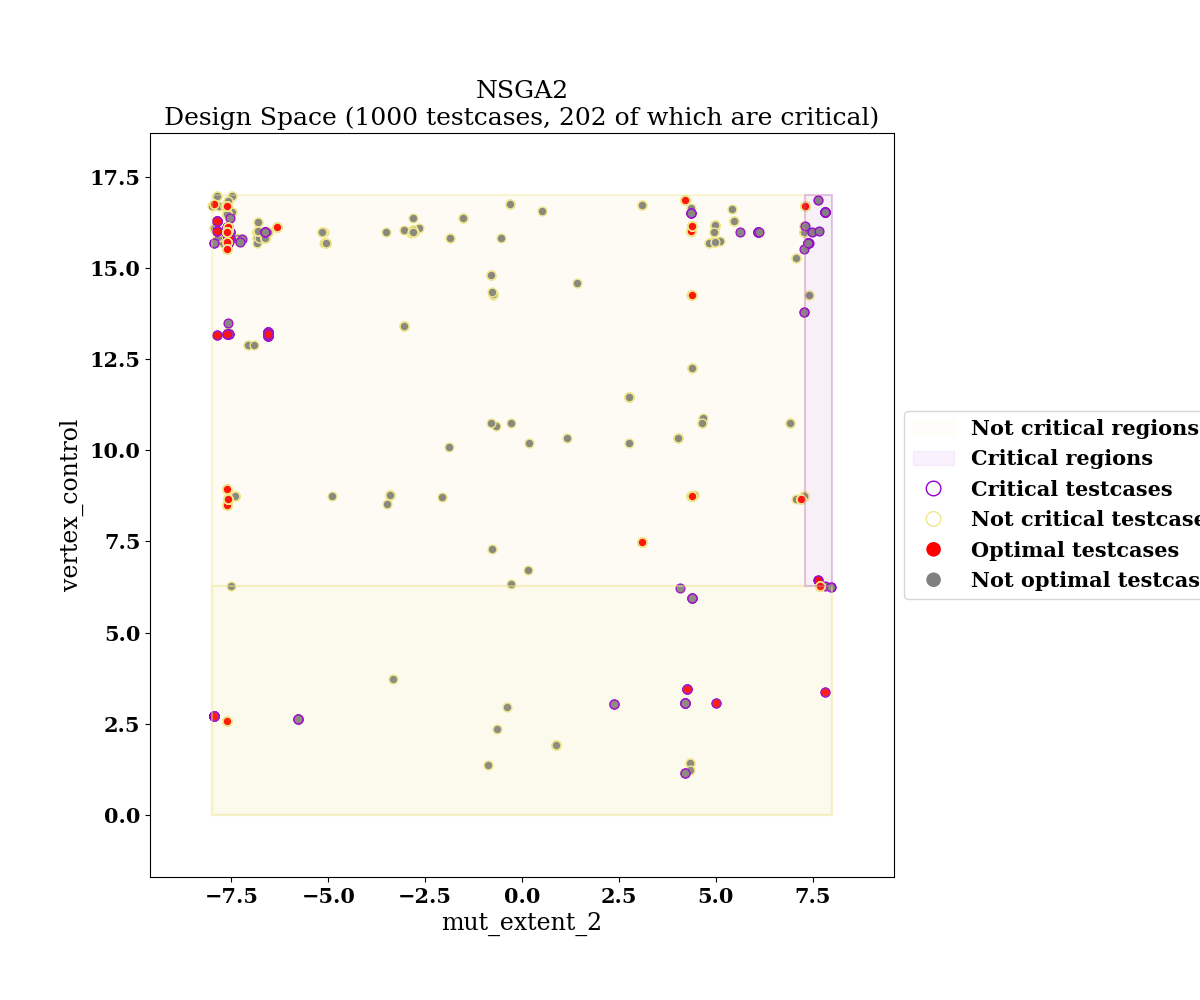 NSGA2
Design Space (1000 testcases, 202 of which are critical)
17.5
15.0
12.5
10.0
7.5
5.0
2.5
0.0
vertex_control
−7.5 −5.0 −2.5 0.0 2.5 5.0 7.5
mut_extent_2
Not critical regions
Critical regions
Critical testcases
Not critical testcase
Optimal testcases
Not optimal testcas